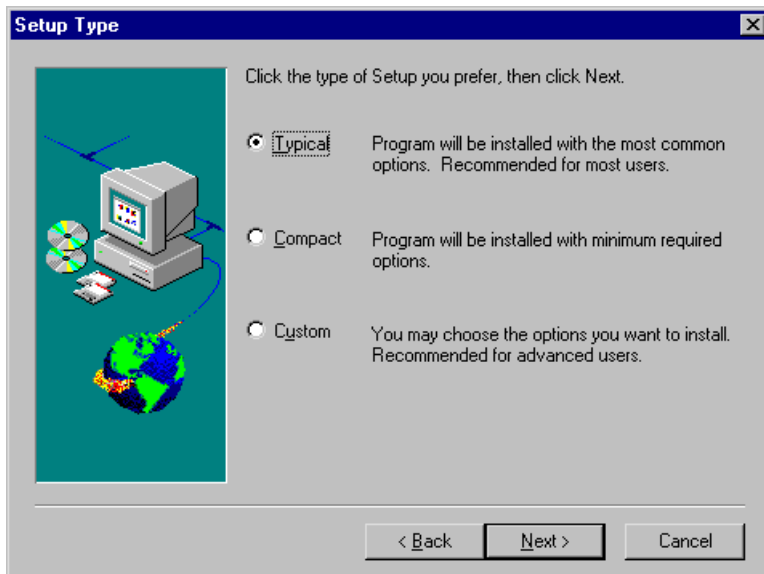 Setup Type
Click the type of Setup you prefer, then click Next.
Typical
Program will be installed with the most common
options.  Recommended for most users.
Compact
Program will be installed with minimum required
options.
Custom
You may choose the options you want to install.
Recommended for advanced users.
< Back
Next >
Cancel